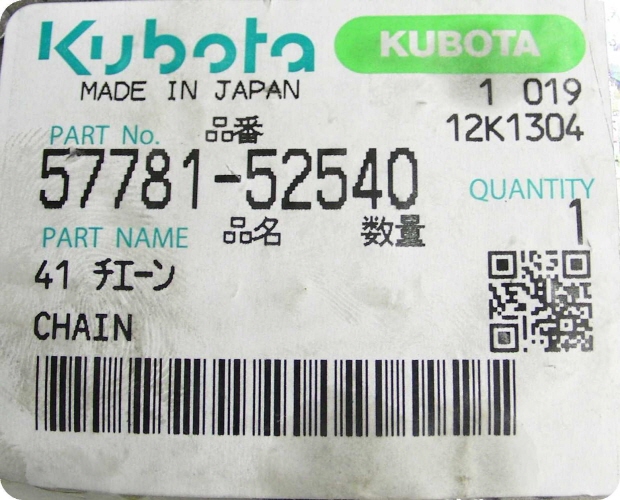 Kubota KUBOTA
MADE IN JAPAN 1 019
PART No. 品番 12K1304
57781-52540
QUANTITY
PART NAME 品名 数量 1
41 チエーン
CHAIN